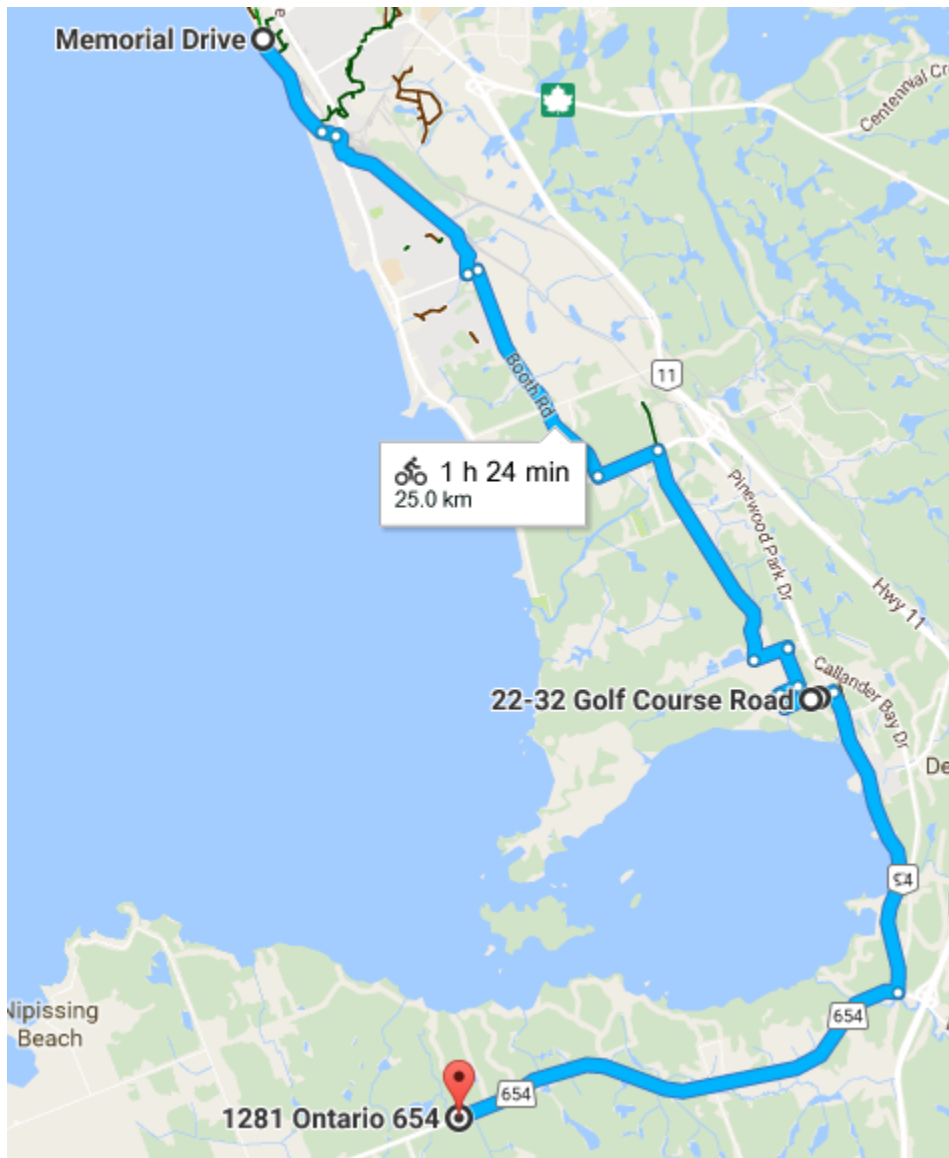 Memorial Drive
Centennial Cr
11
Booth Rd
1 h 24 min
25.0 km
Pinewood Park Dr
Hwy 11
22-32 Golf Course Road
Callander Bay Dr
De
654
Nipissing
Beach
654
1281 Ontario 654